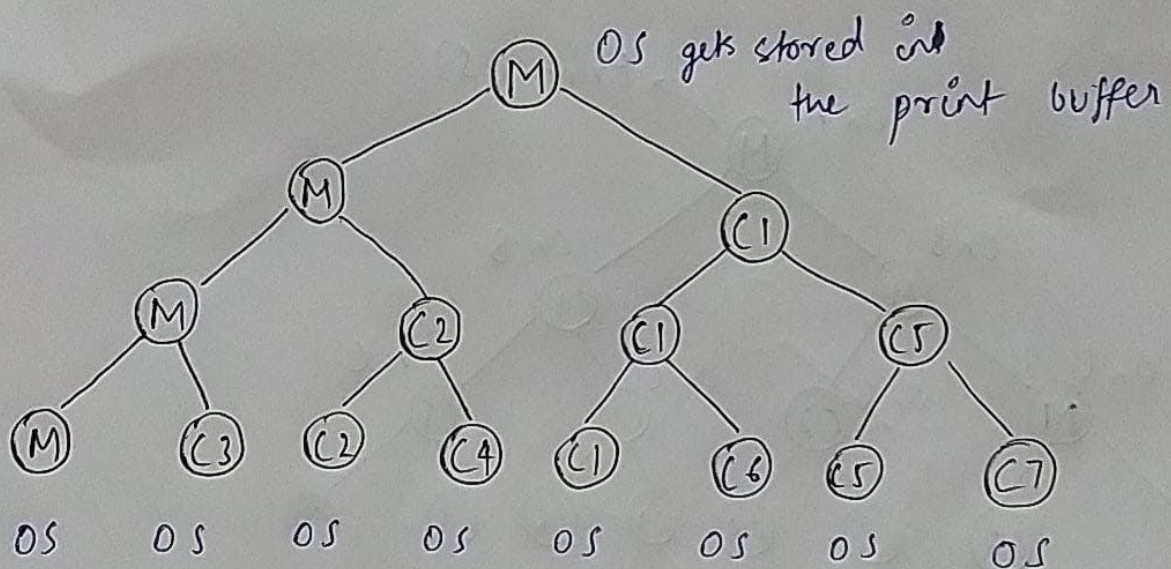 M
OS gets stored in
the print buffer
M
C1
M
C2
C1
C5
M
C3
C2
C4
C1
C6
C5
C7
OS OS OS OS OS OS OS OS